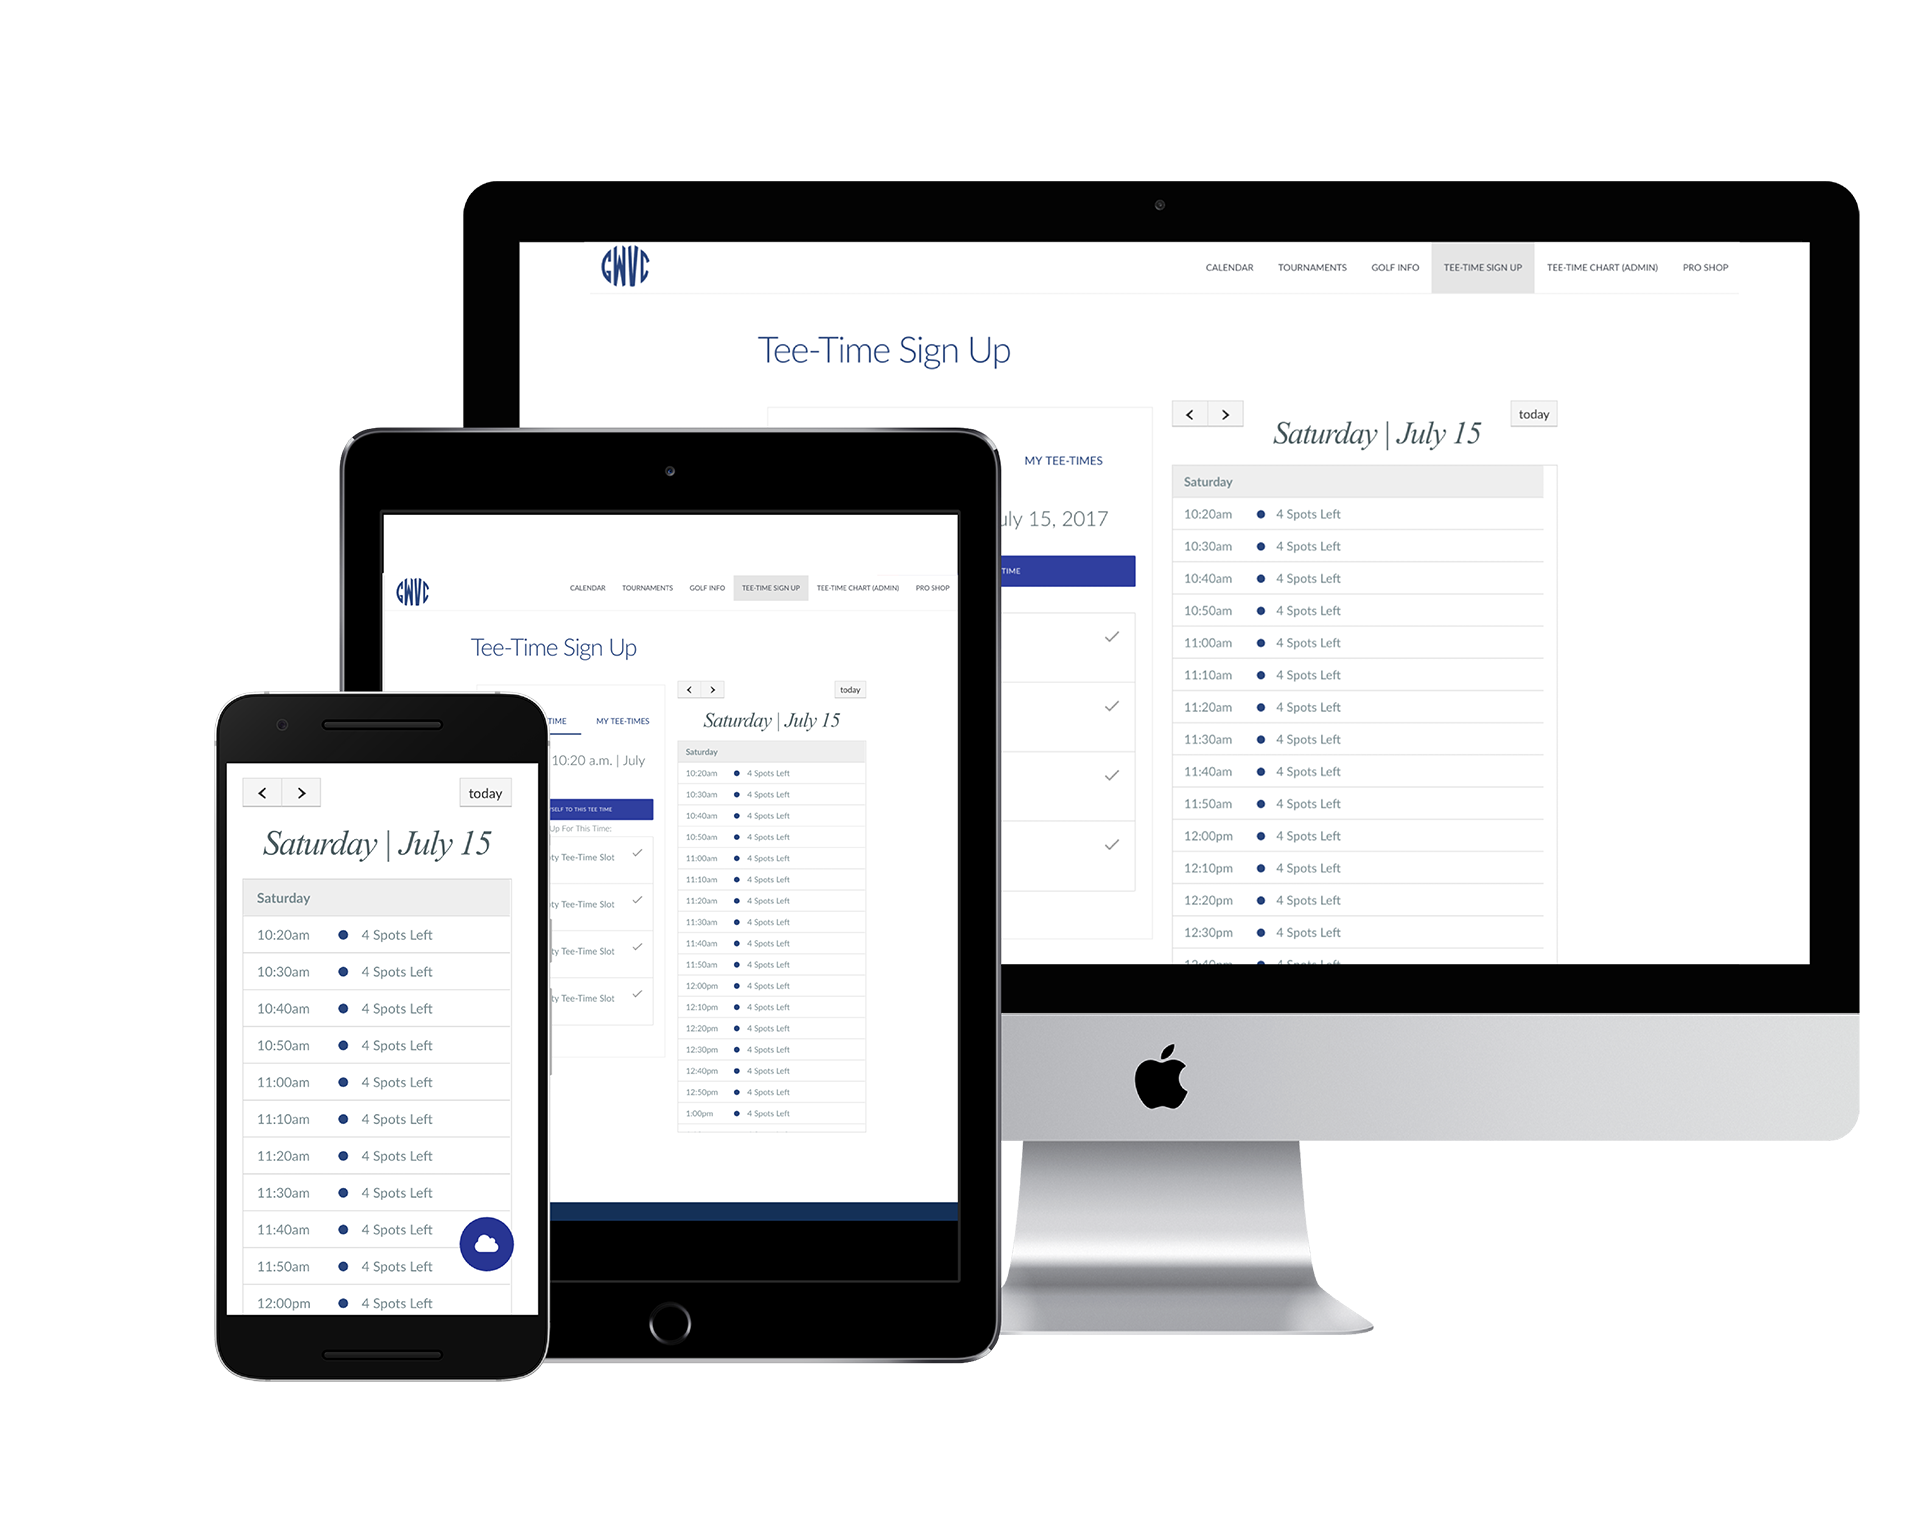 GWVC
CALENDAR TOURNAMENTS GOLF INFO TEE-TIME SIGN UP TEE-TIME CHART (ADMIN) PRO SHOP
Tee-Time Sign Up
MY TEE-TIMES
uly 15, 2017
TIME
< > today
Saturday | July 15
Saturday
10:20am 4 Spots Left
10:30am 4 Spots Left
10:40am 4 Spots Left
10:50am 4 Spots Left
11:00am 4 Spots Left
11:10am 4 Spots Left
11:20am 4 Spots Left
11:30am 4 Spots Left
11:40am 4 Spots Left
11:50am 4 Spots Left
12:00pm 4 Spots Left
12:10pm 4 Spots Left
12:20pm 4 Spots Left
12:30pm 4 Spots Left
12:40pm 4 Spots Left
GWVC
CALENDAR TOURNAMENTS GOLF INFO TEE-TIME SIGN UP TEE-TIME CHART (ADMIN) PRO SHOP
Tee-Time Sign Up
TIME MY TEE-TIMES
10:20 a.m. | July
SELF TO THIS TEE TIME
Up For This Time:
ty Tee-Time Slot
ty Tee-Time Slot
ty Tee-Time Slot
ty Tee-Time Slot
< > today
Saturday | July 15
Saturday
10:20am 4 Spots Left
10:30am 4 Spots Left
10:40am 4 Spots Left
10:50am 4 Spots Left
11:00am 4 Spots Left
11:10am 4 Spots Left
11:20am 4 Spots Left
11:30am 4 Spots Left
11:40am 4 Spots Left
11:50am 4 Spots Left
12:00pm 4 Spots Left
12:10pm 4 Spots Left
12:20pm 4 Spots Left
12:30pm 4 Spots Left
12:40pm 4 Spots Left
12:50pm 4 Spots Left
1:00pm 4 Spots Left
< > today
Saturday | July 15
Saturday
10:20am 4 Spots Left
10:30am 4 Spots Left
10:40am 4 Spots Left
10:50am 4 Spots Left
11:00am 4 Spots Left
11:10am 4 Spots Left
11:20am 4 Spots Left
11:30am 4 Spots Left
11:40am 4 Spots Left
11:50am 4 Spots Left
12:00pm 4 Spots Left